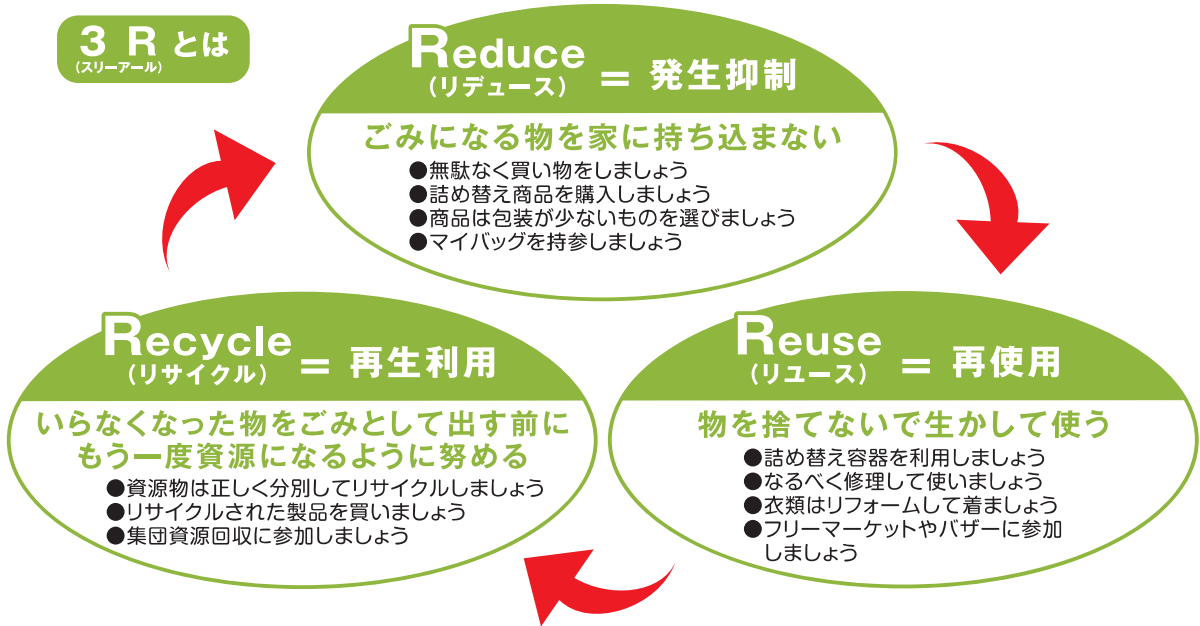 3 R とは
(スリーアール)
Reduce
(リデュース)
= 発生抑制
ごみになる物を家に持ち込まない
●無駄なく買い物をしましょう
●詰め替え商品を購入しましょう
●商品は包装が少ないものを選びましょう
●マイバッグを持参しましょう
Recycle
(リサイクル)
= 再生利用
いらなくなった物をごみとして出す前に
もう一度資源になるように努める
●資源物は正しく分別してリサイクルしましょう
●リサイクルされた製品を買いましょう
●集団資源回収に参加しましょう
Reuse
(リユース)
= 再使用
物を捨てないで生かして使う
●詰め替え容器を利用しましょう
●なるべく修理して使いましょう
●衣類はリフォームして着ましょう
●フリーマーケットやバザーに参加
しましょう